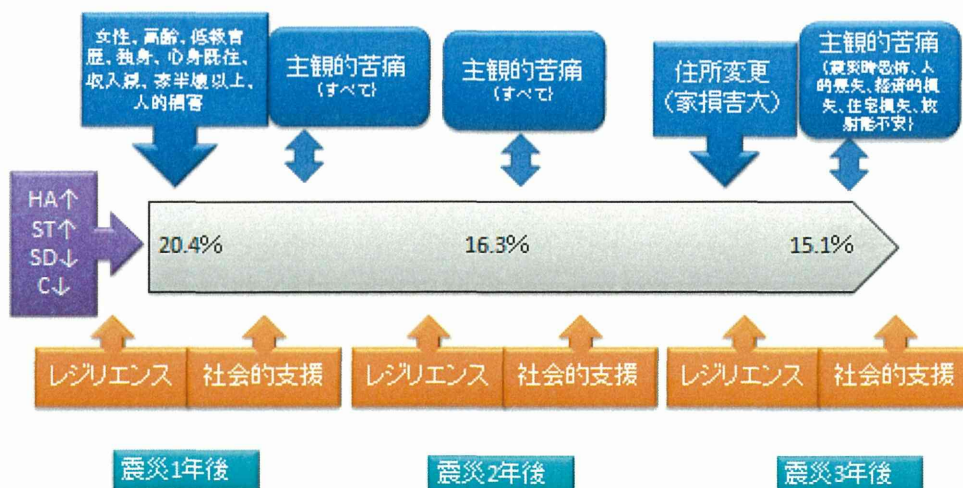 女性、高齢、低教育
歴、独身、心身既往、
収入減、家半壊以上、
人的損害
主観的苦痛
(すべて)
主観的苦痛
(すべて)
住所変更
(家損害大)
主観的苦痛
(震災時恐怖、人
的喪失、経済的損
失、住宅損失、放
射能不安)
HA↑
ST↑
SD↓
C↓
20.4%
16.3%
15.1%
レジリエンス
社会的支援
レジリエンス
社会的支援
レジリエンス
社会的支援
震災1年後
震災2年後
震災3年後